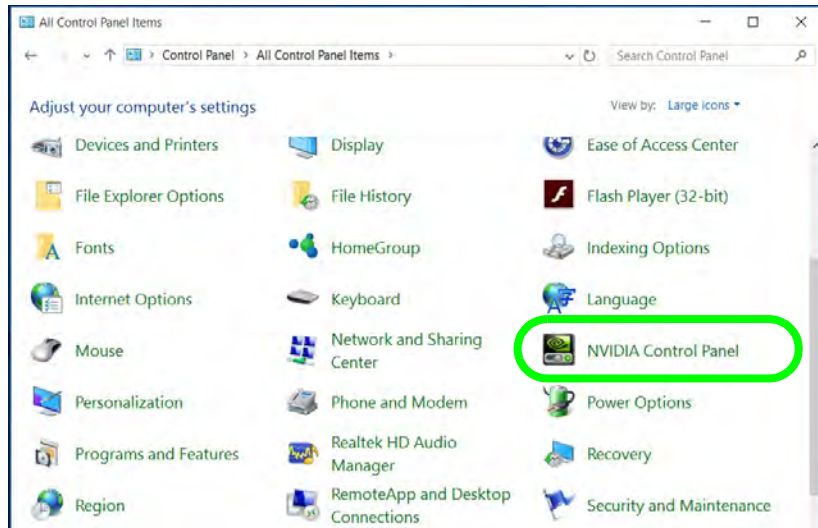 All Control Panel Items
Control Panel > All Control Panel Items >
Search Control Panel
Adjust your computer's settings
View by: Large icons
Devices and Printers
Display
Ease of Access Center
File Explorer Options
File History
Flash Player (32-bit)
Fonts
HomeGroup
Indexing Options
Internet Options
Keyboard
Language
Mouse
Network and Sharing
Center
NVIDIA Control Panel
Personalization
Phone and Modem
Power Options
Programs and Features
Realtek HD Audio
Manager
Recovery
Region
RemoteApp and Desktop
Connections
Security and Maintenance